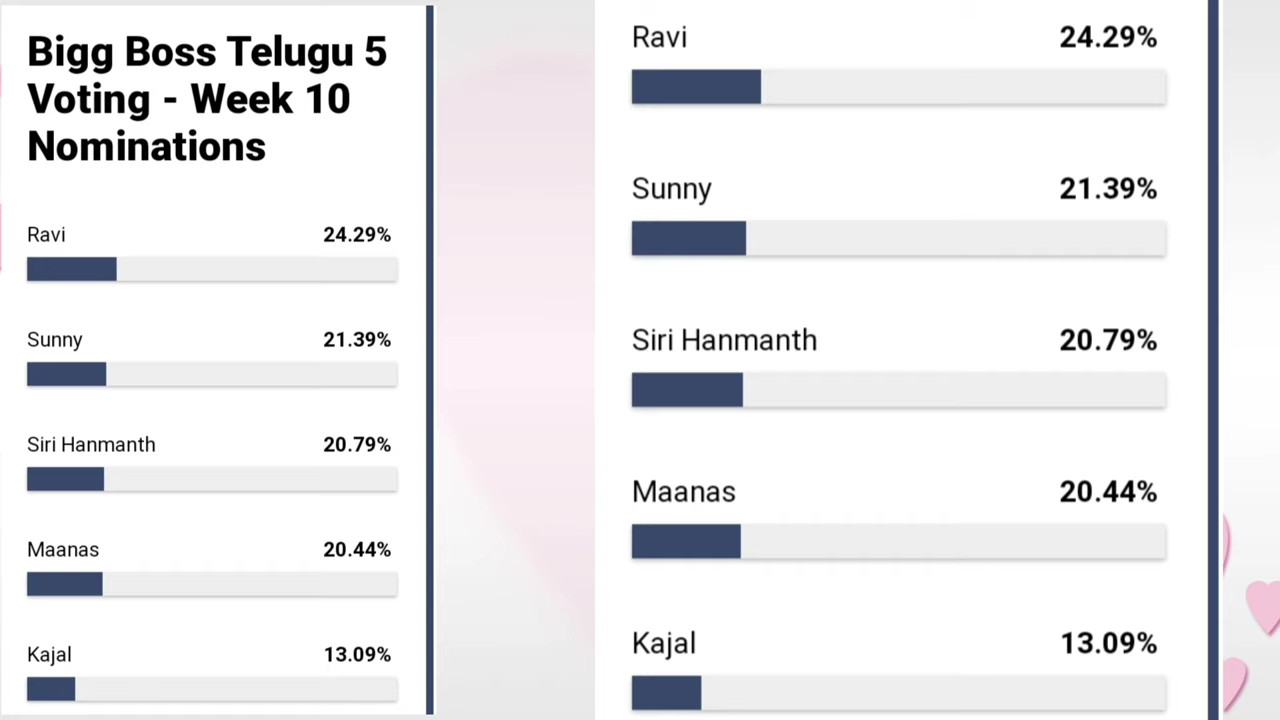 Bigg Boss Telugu 5
Voting - Week 10
Nominations
Ravi 24.29%
Sunny 21.39%
Siri Hanmanth 20.79%
Maanas 20.44%
Kajal 13.09%
Ravi 24.29%
Sunny 21.39%
Siri Hanmanth 20.79%
Maanas 20.44%
Kajal 13.09%